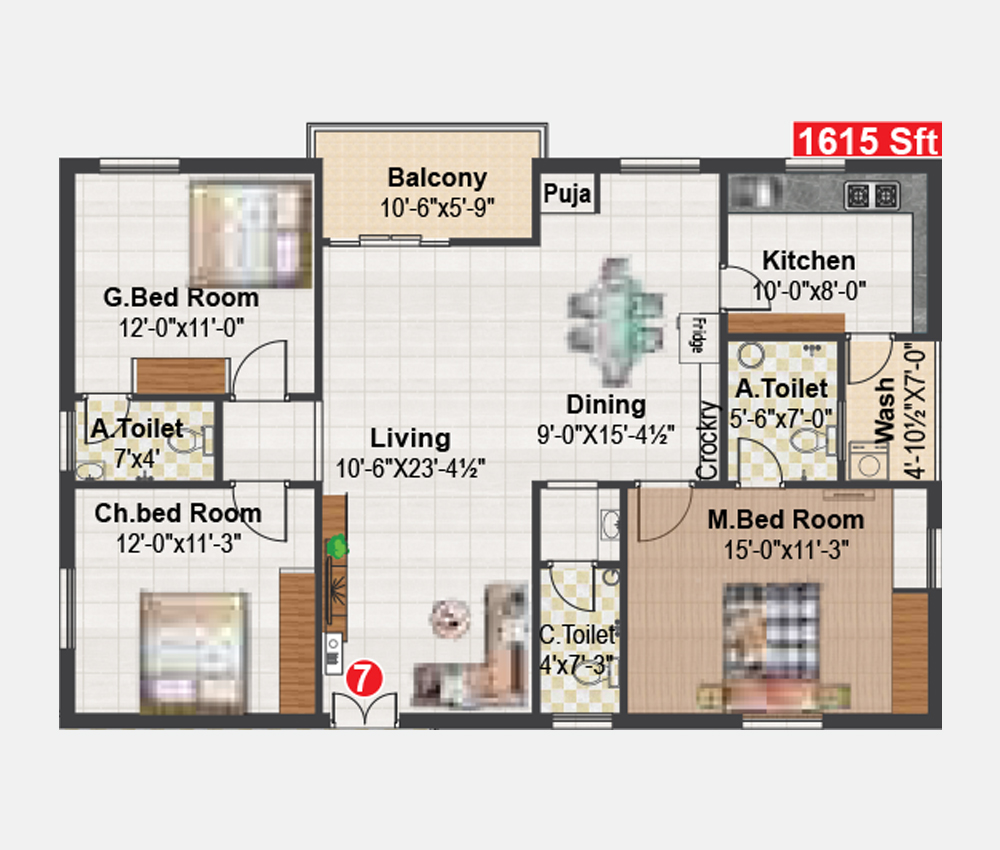 1615 Sft
Balcony
10'-6"x5'-9"
Puja
Kitchen
10'-0"x8'-0"
G.Bed Room
12'-0"x11'-0"
Fridge
A.Toilet
5'-6"x7'-0"
Wash
4'-10½"X7'-0"
Dining
9'-0"X15'-4½"
Crockry
A.Toilet
7'x4'
Living
10'-6"X23'-4½"
Ch.bed Room
12'-0"x11'-3"
M.Bed Room
15'-0"x11'-3"
C.Toilet
4'x7'-3"
7